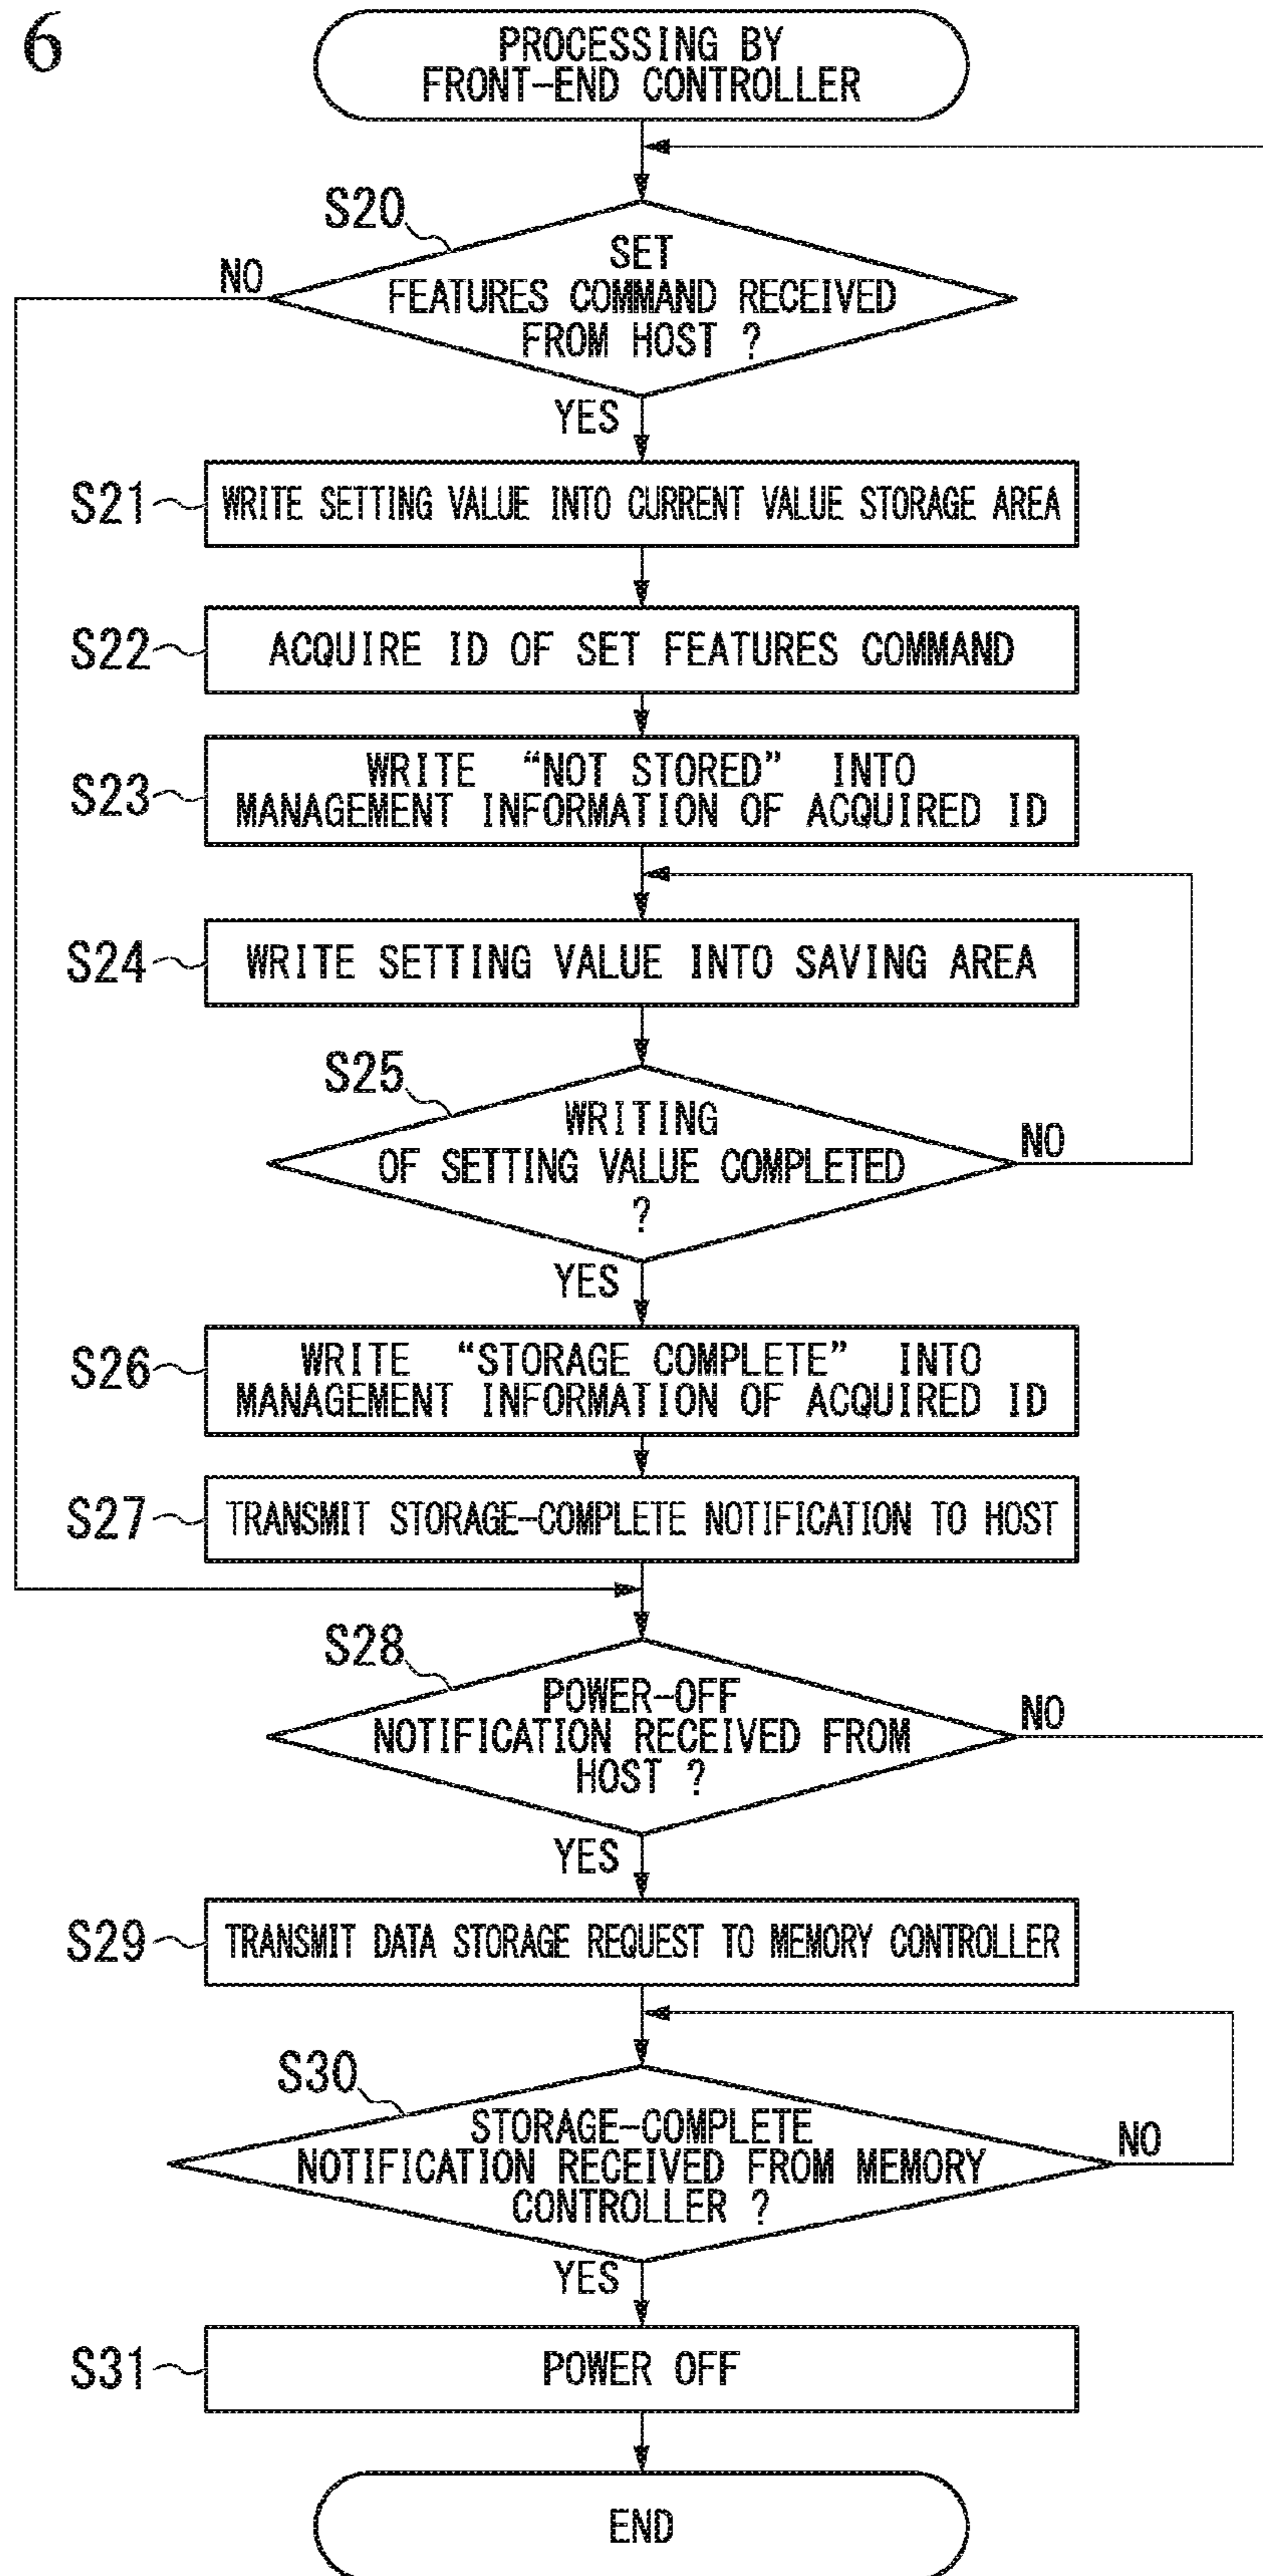 6
PROCESSING BY
FRONT-END CONTROLLER
S20
SET
FEATURES COMMAND RECEIVED
FROM HOST ?
NO
YES
S21
WRITE SETTING VALUE INTO CURRENT VALUE STORAGE AREA
S22
ACQUIRE ID OF SET FEATURES COMMAND
S23
WRITE “NOT STORED” INTO
MANAGEMENT INFORMATION OF ACQUIRED ID
S24
WRITE SETTING VALUE INTO SAVING AREA
S25
WRITING
OF SETTING VALUE COMPLETED
?
NO
YES
S26
WRITE “STORAGE COMPLETE” INTO
MANAGEMENT INFORMATION OF ACQUIRED ID
S27
TRANSMIT STORAGE-COMPLETE NOTIFICATION TO HOST
S28
POWER-OFF
NOTIFICATION RECEIVED FROM
HOST ?
NO
YES
S29
TRANSMIT DATA STORAGE REQUEST TO MEMORY CONTROLLER
S30
STORAGE-COMPLETE
NOTIFICATION RECEIVED FROM MEMORY
CONTROLLER ?
NO
YES
S31
POWER OFF
END